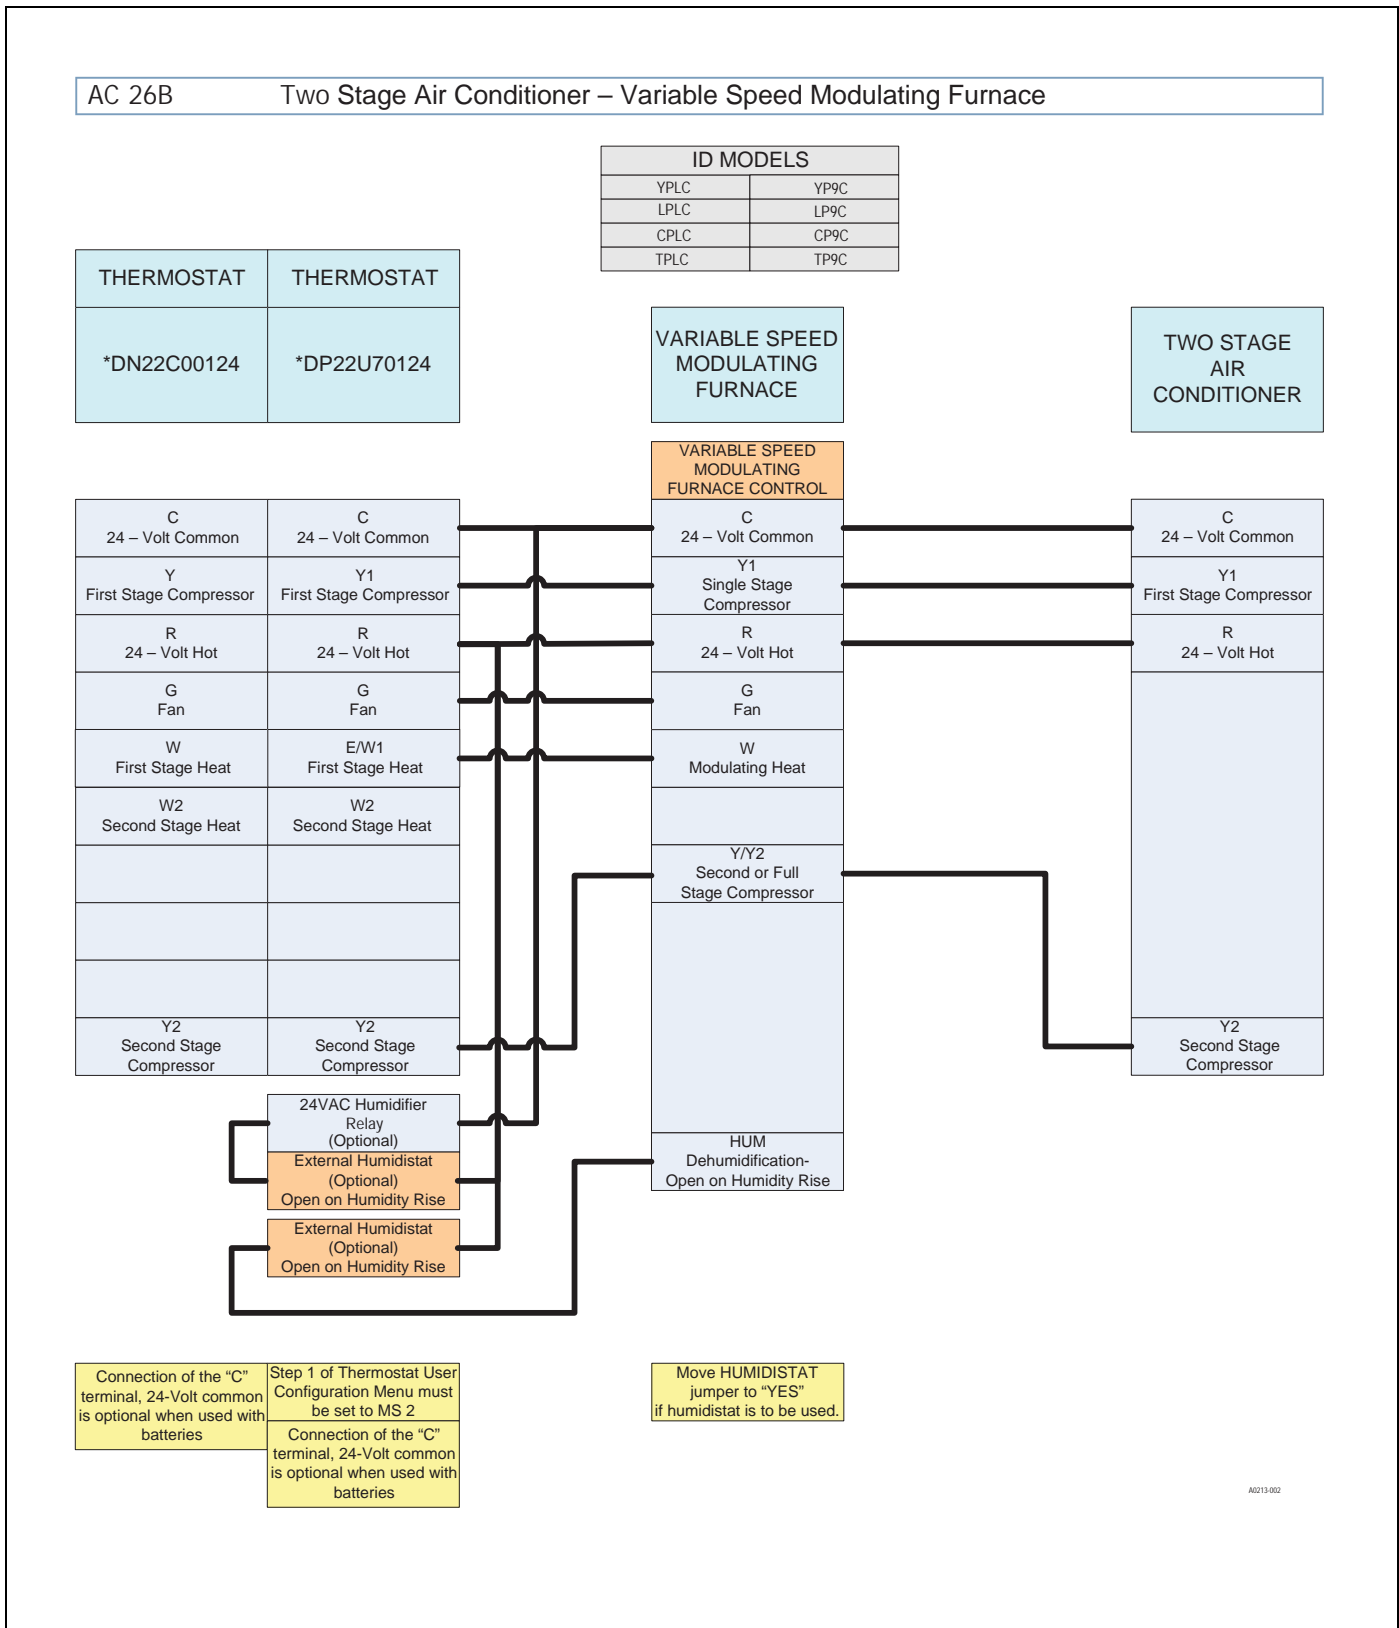 AC 26B Two Stage Air Conditioner – Variable Speed Modulating Furnace
ID MODELS
YPLC YP9C
LPLC LP9C
CPLC CP9C
TPLC TP9C
THERMOSTAT
*DN22C00124
THERMOSTAT
*DP22U70124
VARIABLE SPEED
MODULATING
FURNACE
TWO STAGE
AIR
CONDITIONER
C
24 – Volt Common
Y
First Stage Compressor
R
24 – Volt Hot
G
Fan
W
First Stage Heat
W2
Second Stage Heat
Y2
Second Stage
Compressor
C
24 – Volt Common
Y1
First Stage Compressor
R
24 – Volt Hot
G
Fan
E/W1
First Stage Heat
W2
Second Stage Heat
Y2
Second Stage
Compressor
24VAC Humidifier
Relay
(Optional)
External Humidistat
(Optional)
Open on Humidity Rise
External Humidistat
(Optional)
Open on Humidity Rise
VARIABLE SPEED
MODULATING
FURNACE CONTROL
C
24 – Volt Common
Y1
Single Stage
Compressor
R
24 – Volt Hot
G
Fan
W
Modulating Heat
Y/Y2
Second or Full
Stage Compressor
HUM
Dehumidification-
Open on Humidity Rise
C
24 – Volt Common
Y1
First Stage Compressor
R
24 – Volt Hot
Y2
Second Stage
Compressor
Connection of the “C”
terminal, 24-Volt common
is optional when used with
batteries
Step 1 of Thermostat User
Configuration Menu must
be set to MS 2
Connection of the “C”
terminal, 24-Volt common
is optional when used with
batteries
Move HUMIDISTAT
jumper to “YES”
if humidistat is to be used.
A0213-002